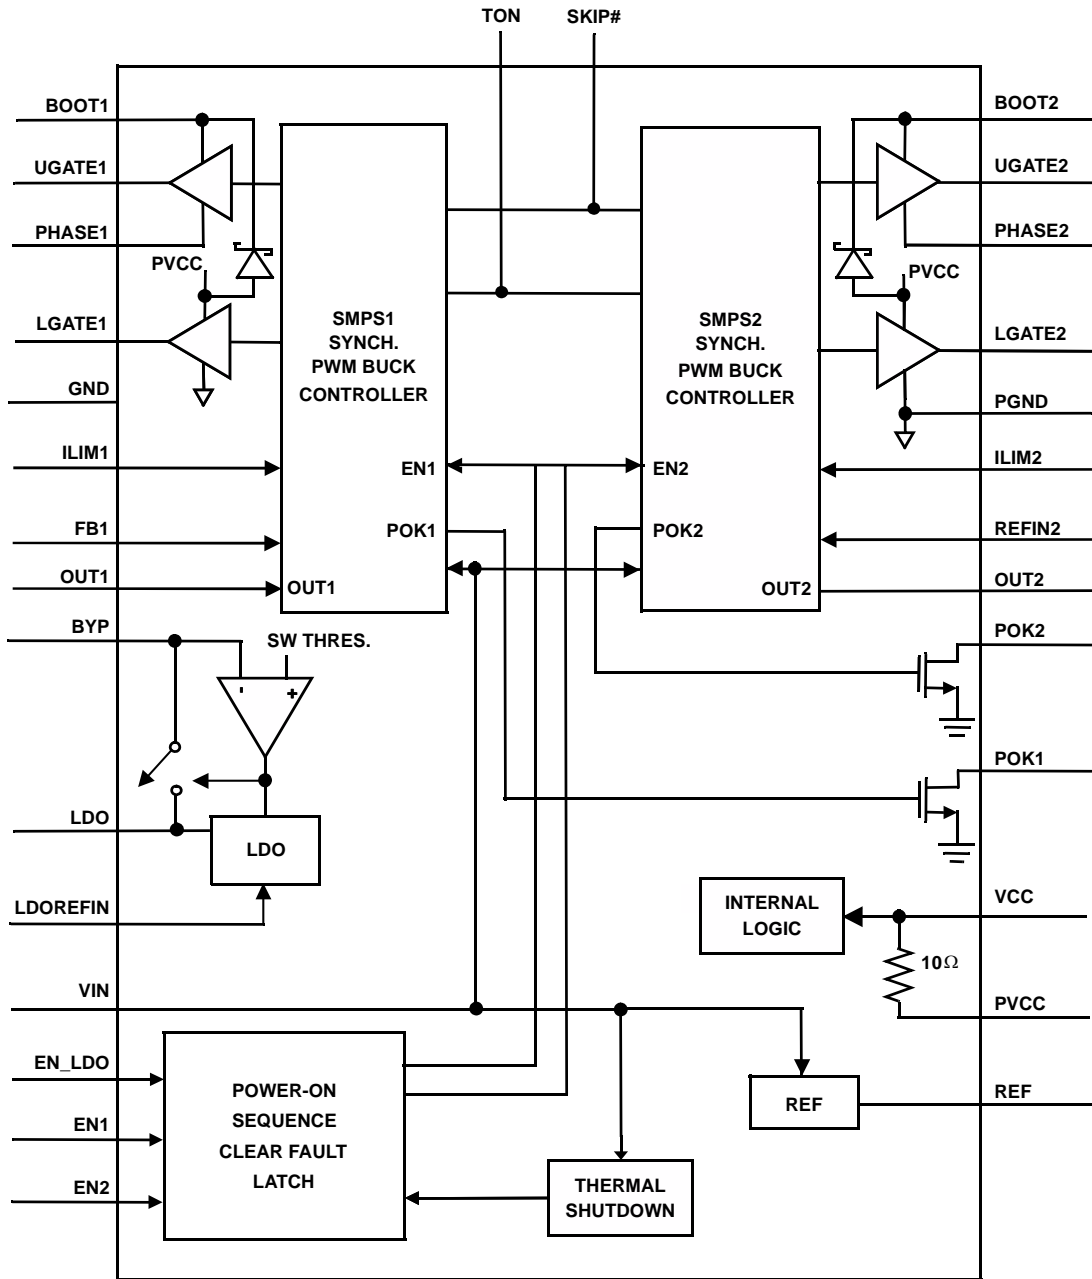 TON
SKIP#
BOOT1
UGATE1
PHASE1
PVCC
LGATE1
GND
ILIM1
FB1
OUT1
BYP
SMPS1
SYNCH.
PWM BUCK
CONTROLLER
EN1
POK1
OUT1
SMPS2
SYNCH.
PWM BUCK
CONTROLLER
EN2
POK2
OUT2
BOOT2
UGATE2
PHASE2
PVCC
LGATE2
PGND
ILIM2
REFIN2
OUT2
POK2
POK1
SW THRES.
-
+
LDO
LDO
LDOREFIN
INTERNAL
LOGIC
VCC
10Ω
PVCC
VIN
EN_LDO
EN1
EN2
POWER-ON
SEQUENCE
CLEAR FAULT
LATCH
THERMAL
SHUTDOWN
REF
REF